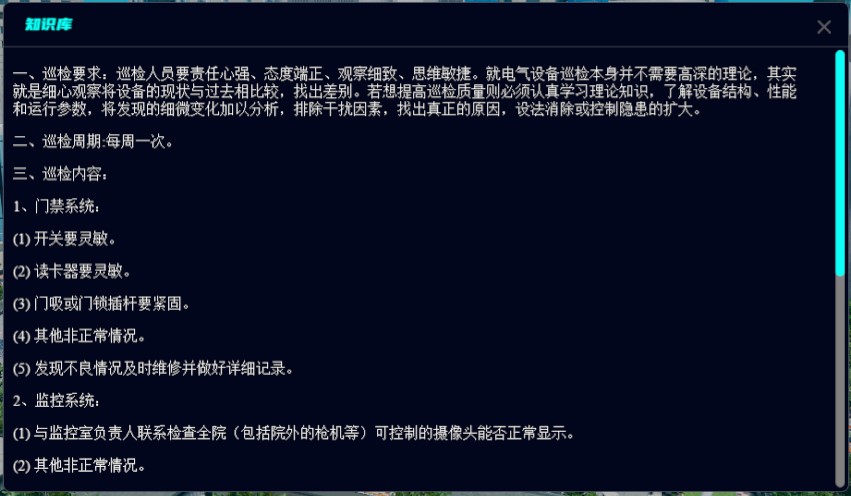 知识库
一、巡检要求：巡检人员要责任心强、态度端正、观察细致、思维敏捷。就电气设备巡检本身并不需要高深的理论，其实
就是细心观察将设备的现状与过去相比较，找出差别。若想提高巡检质量则必须认真学习理论知识，了解设备结构、性能
和运行参数，将发现的细微变化加以分析，排除干扰因素，找出真正的原因，设法消除或控制隐患的扩大。
二、巡检周期:每周一次。
三、巡检内容：
1、门禁系统：
(1) 开关要灵敏。
(2) 读卡器要灵敏。
(3) 门吸或门锁插杆要紧固。
(4) 其他非正常情况。
(5) 发现不良情况及时维修并做好详细记录。
2、监控系统：
(1) 与监控室负责人联系检查全院（包括院外的枪机等）可控制的摄像头能否正常显示。
(2) 其他非正常情况。